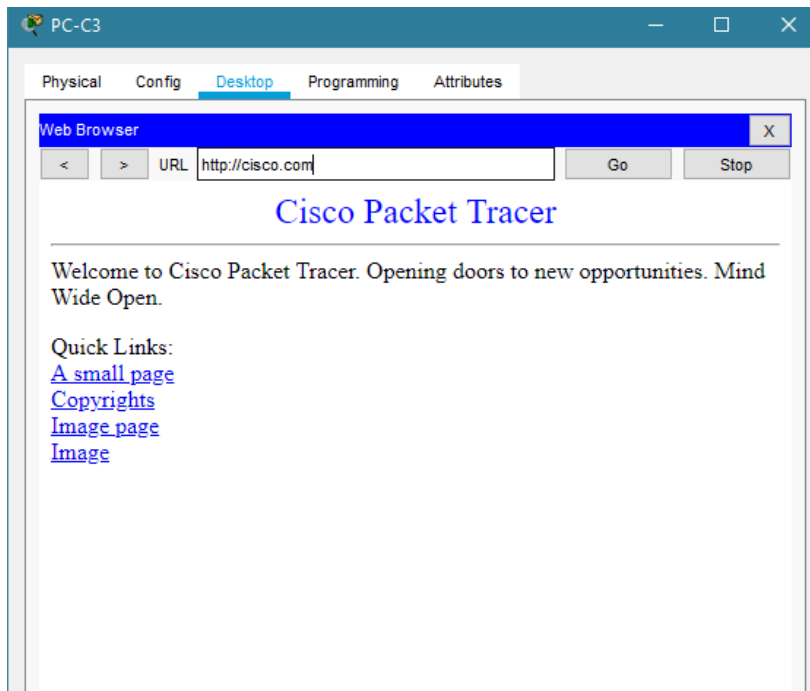 PC-C3
Physical Config Desktop Programming Attributes
Web Browser X
< > URL http://cisco.com Go Stop
Cisco Packet Tracer
Welcome to Cisco Packet Tracer. Opening doors to new opportunities. Mind
Wide Open.
Quick Links:
A small page
Copyrights
Image page
Image